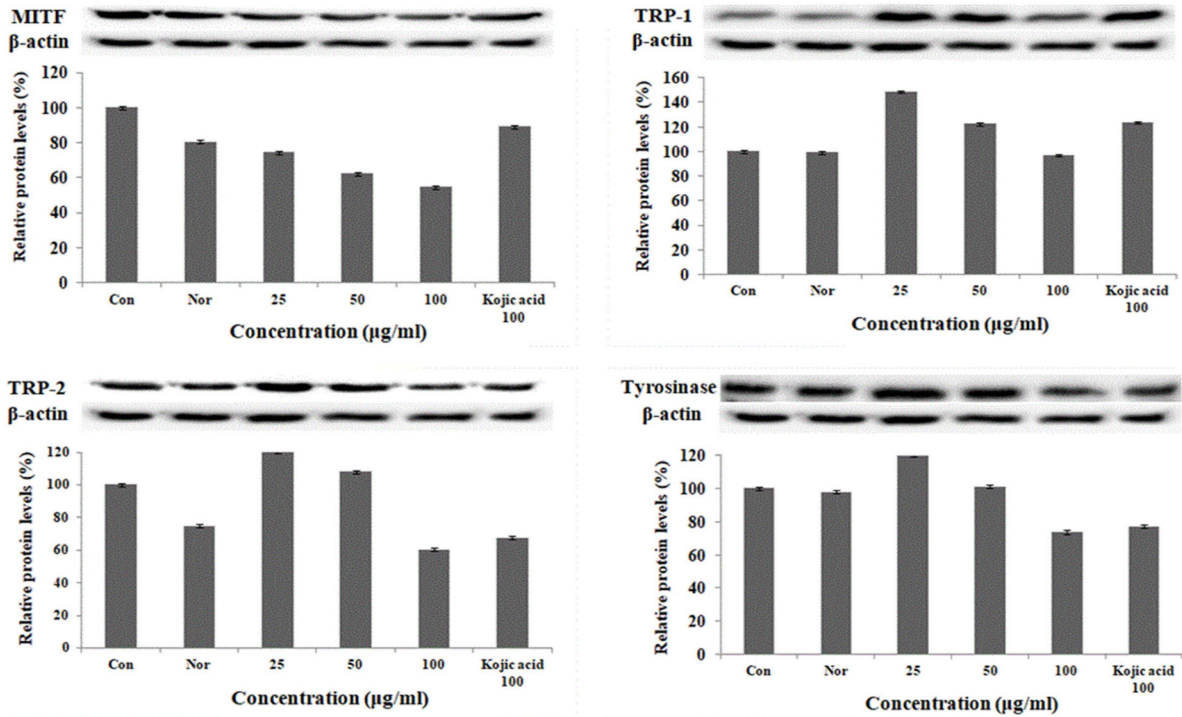 MITF
β-actin
Relative protein levels (%)
120
100
80
60
40
20
0
Con Nor 25 50 100 Kojic acid
100
Concentration (μg/ml)
TRP-1
β-actin
Relative protein levels (%)
160
140
120
100
80
60
40
20
0
Con Nor 25 50 100 Kojic acid
100
Concentration (μg/ml)
TRP-2
β-actin
Relative protein levels (%)
120
100
80
60
40
20
0
Con Nor 25 50 100 Kojic acid
100
Concentration (μg/ml)
Tyrosinase
β-actin
Relative protein levels (%)
120
100
80
60
40
20
0
Con Nor 25 50 100 Kojic acid
100
Concentration (μg/ml)